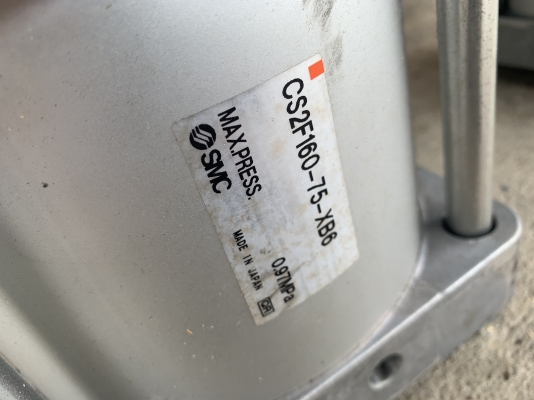 CS2F160-75-XB6
MAX.PRESS. 0.97MPa
SMC MADE IN JAPAN